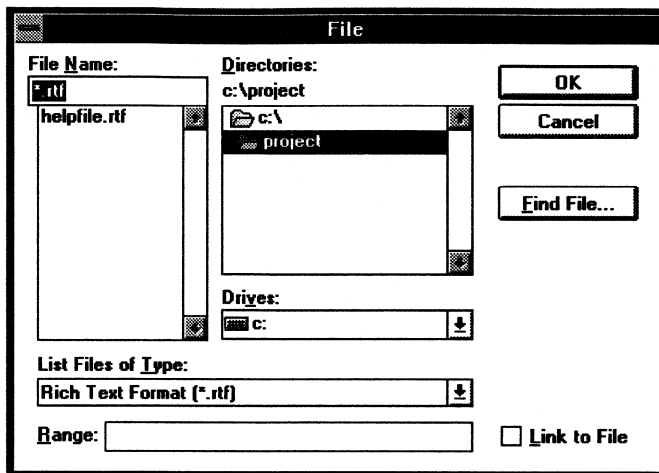 File
File Name:
*.rtf
helpfile.rtf
Directories:
c:\project
c:\
project
Drives:
c:
OK
Cancel
Find File...
List Files of Type:
Rich Text Format (*.rtf)
Range:
Link to File